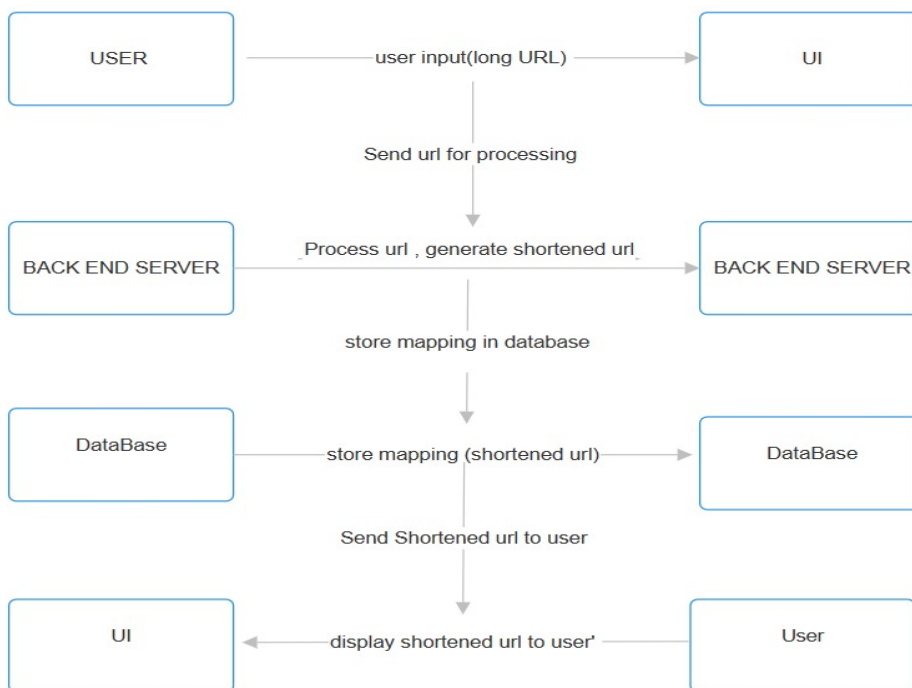 USER
user input(long URL)
UI
Send url for processing
Process url , generate shortened url
BACK END SERVER
BACK END SERVER
store mapping in database
DataBase
store mapping (shortened url)
DataBase
Send Shortened url to user
UI
display shortened url to user'
User